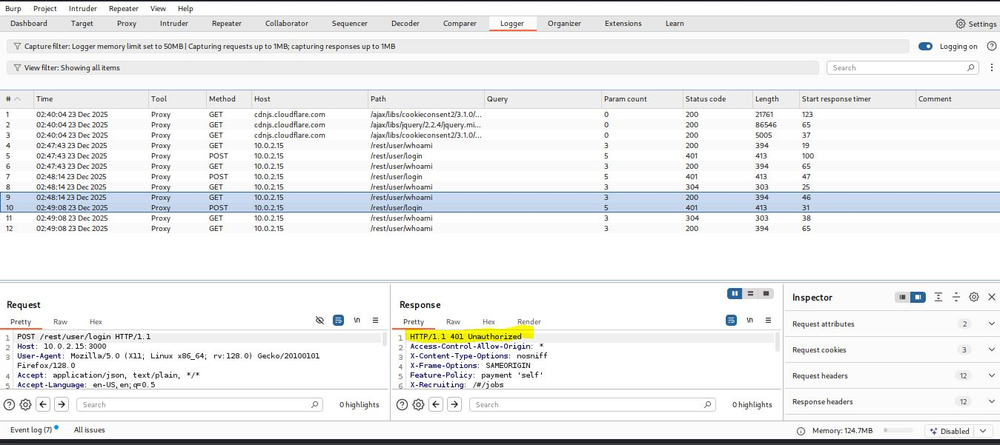 Burp Project Intruder Repeater View Help
Dashboard Target Proxy Intruder Repeater Collaborator Sequencer Decoder Comparer Logger Organizer Extensions Learn Settings
Capture filter: Logger memory limit set to 50MB | Capturing requests up to 1MB; capturing responses up to 1MB Logging on
View filter: Showing all items Search
# Time Tool Method Host Path Query Param count Status code Length Start response timer Comment
1 02:40:04 23 Dec 2025 Proxy GET cdnjs.cloudflare.com /ajax/libs/cookieconsent2/3.1.0/... 0 200 21761 123
2 02:40:04 23 Dec 2025 Proxy GET cdnjs.cloudflare.com /ajax/libs/jquery/2.2.4/jquery.mi... 0 200 86546 65
3 02:40:04 23 Dec 2025 Proxy GET cdnjs.cloudflare.com /ajax/libs/cookieconsent2/3.1.0/... 0 200 5005 37
4 02:47:43 23 Dec 2025 Proxy GET 10.0.2.15 /rest/user/whoami 3 200 394 19
5 02:47:43 23 Dec 2025 Proxy POST 10.0.2.15 /rest/user/login 5 401 413 100
6 02:47:43 23 Dec 2025 Proxy GET 10.0.2.15 /rest/user/whoami 3 200 394 65
7 02:48:14 23 Dec 2025 Proxy POST 10.0.2.15 /rest/user/login 5 401 413 47
8 02:48:14 23 Dec 2025 Proxy GET 10.0.2.15 /rest/user/whoami 3 304 303 25
9 02:48:14 23 Dec 2025 Proxy GET 10.0.2.15 /rest/user/whoami 3 200 394 46
10 02:49:08 23 Dec 2025 Proxy POST 10.0.2.15 /rest/user/login 5 401 413 31
11 02:49:08 23 Dec 2025 Proxy GET 10.0.2.15 /rest/user/whoami 3 304 303 38
12 02:49:08 23 Dec 2025 Proxy GET 10.0.2.15 /rest/user/whoami 3 200 394 65
Request
Pretty Raw Hex \n
1 POST /rest/user/login HTTP/1.1
2 Host: 10.0.2.15:3000
3 User-Agent: Mozilla/5.0 (X11; Linux x86_64; rv:128.0) Gecko/20100101
Firefox/128.0
4 Accept: application/json, text/plain, */*
5 Accept-Language: en-US,en;q=0.5
Search 0 highlights
Response
Pretty Raw Hex Render \n
1 HTTP/1.1 401 Unauthorized
2 Access-Control-Allow-Origin: *
3 X-Content-Type-Options: nosniff
4 X-Frame-Options: SAMEORIGIN
5 Feature-Policy: payment 'self'
6 X-Recruiting: /#/jobs
Search 0 highlights
Inspector
Request attributes 2
Request cookies 3
Request headers 12
Response headers 12
Event log (7) All issues Memory: 124.7MB Disabled